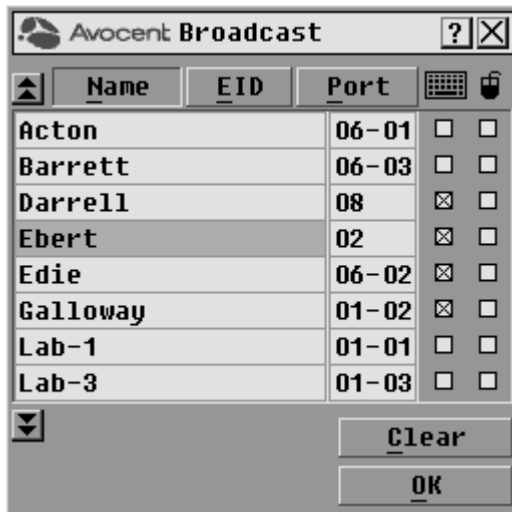 Avocent Broadcast ? X
Name EID Port
Acton 06-01
Barrett 06-03
Darrell 08
Ebert 02
Edie 06-02
Galloway 01-02
Lab-1 01-01
Lab-3 01-03
Clear
OK